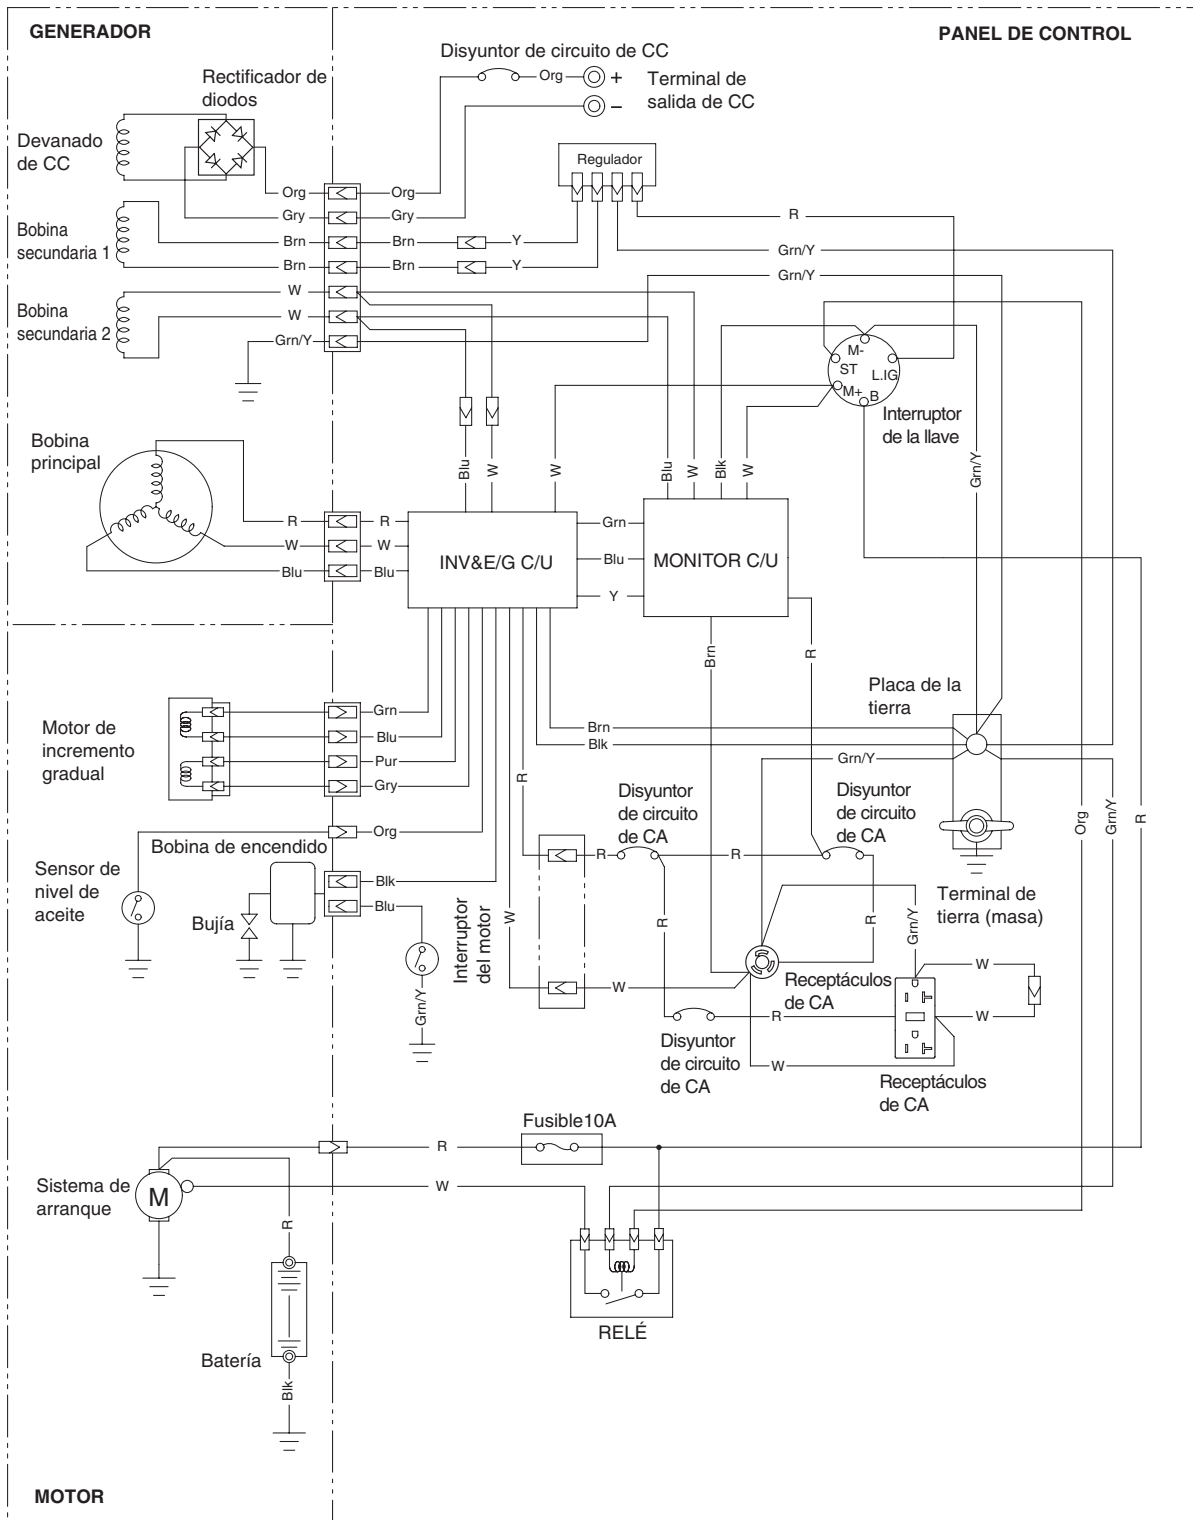 GENERADOR
PANEL DE CONTROL
Disyuntor de circuito de CC
Rectificador de
diodos
Org
+
−
Terminal de
salida de CC
Devanado
de CC
Regulador
Org
Org
Gry
Gry
R
Bobina
secundaria 1
Brn
Brn
Y
Grn/Y
Brn
Brn
Y
Grn/Y
W
Bobina
secundaria 2
W
Grn/Y
M-
ST
L.IG
M+
B
Interruptor
de la llave
Bobina
principal
Blu
W
W
Blu
W
Blk
W
Grn/Y
R
R
W
W
Blu
Blu
INV&E/G C/U
Grn
Blu
Y
MONITOR C/U
Brn
R
Placa de la
tierra
Motor de
incremento
gradual
Grn
Blu
Pur
Gry
Brn
Blk
Grn/Y
R
Disyuntor
de circuito
de CA
Disyuntor
de circuito
de CA
Org
Grn/Y
R
Org
Bobina de encendido
Sensor de
nivel de
aceite
Bujía
Blk
Blu
R
R
W
Interruptor
del motor
R
R
Grn/Y
Terminal de
tierra (masa)
Grn/Y
W
Receptáculos
de CA
W
W
R
Disyuntor
de circuito
de CA
W
Receptáculos
de CA
Fusible10A
R
Sistema de
arranque
M
W
R
RELÉ
Batería
Blk
MOTOR